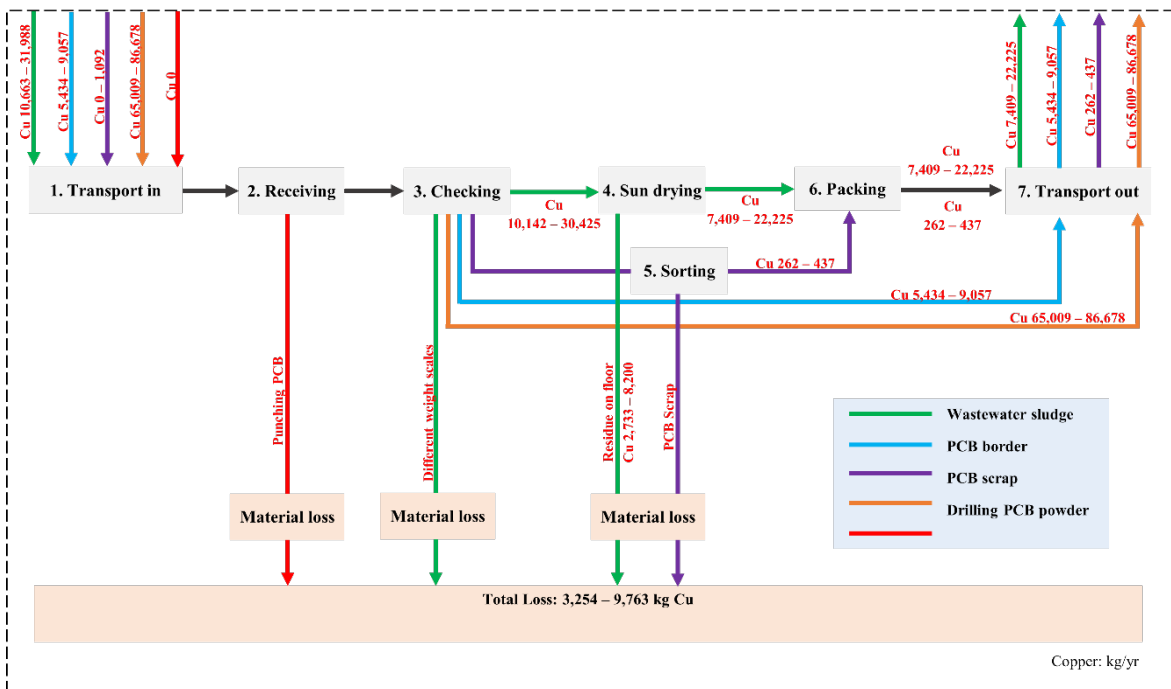 Cu 10,663 – 31,988
Cu 5,434 – 9,057
Cu 0 – 1,092
Cu 65,009 – 86,678
Cu 0
Cu 7,409 – 22,225
Cu 5,434 – 9,057
Cu 262 – 437
Cu 65,009 – 86,678
1. Transport in
2. Receiving
3. Checking
Cu
10,142 – 30,425
4. Sun drying
Cu
7,409 – 22,225
6. Packing
Cu
7,409 – 22,225
Cu
262 – 437
7. Transport out
5. Sorting
Cu 262 – 437
Cu 5,434 – 9,057
Cu 65,009 – 86,678
Punching PCB
Different weight scales
Residue on floor
Cu 2,733 – 8,200
PCB Scrap
Wastewater sludge
PCB border
PCB scrap
Drilling PCB powder
Material loss
Material loss
Material loss
Total Loss: 3,254 – 9,763 kg Cu
Copper: kg/yr